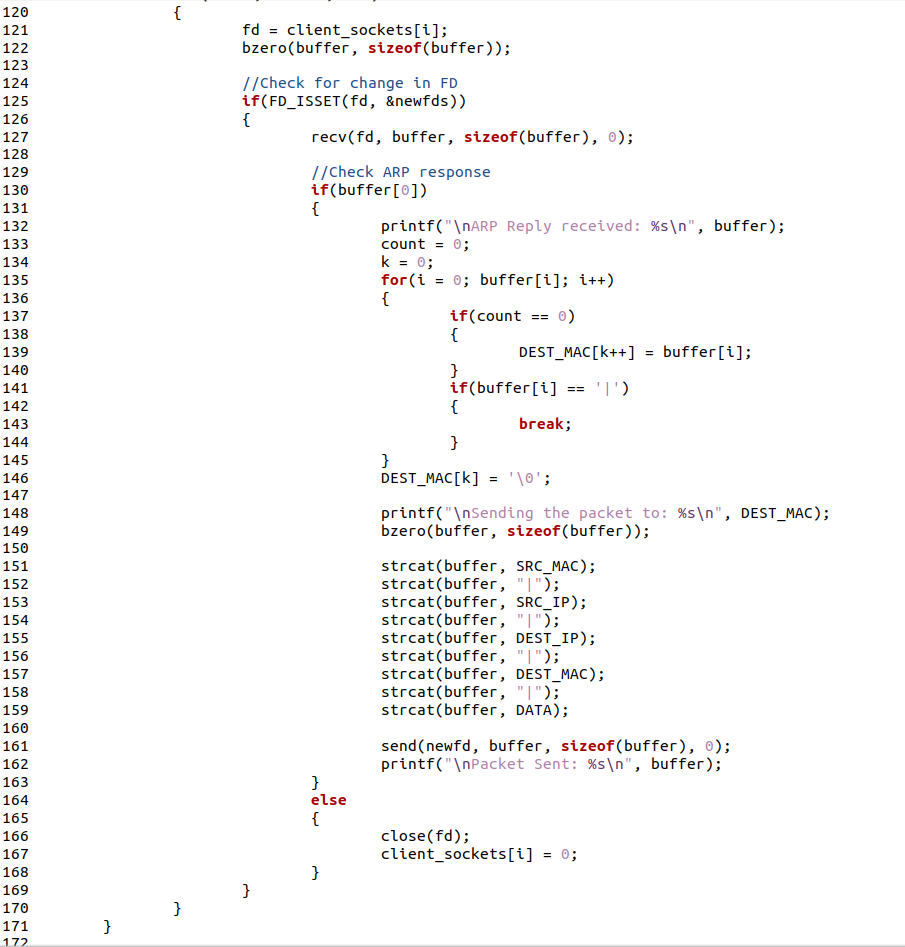 120 {
121 fd = client_sockets[i];
122 bzero(buffer, sizeof(buffer));
123
124 //Check for change in FD
125 if(FD_ISSET(fd, &newfds))
126 {
127 recv(fd, buffer, sizeof(buffer), 0);
128
129 //Check ARP response
130 if(buffer[0])
131 {
132 printf("\nARP Reply received: %s\n", buffer);
133 count = 0;
134 k = 0;
135 for(i = 0; buffer[i]; i++)
136 {
137 if(count == 0)
138 {
139 DEST_MAC[k++] = buffer[i];
140 }
141 if(buffer[i] == '|')
142 {
143 break;
144 }
145 }
146 DEST_MAC[k] = '\0';
147
148 printf("\nSending the packet to: %s\n", DEST_MAC);
149 bzero(buffer, sizeof(buffer));
150
151 strcat(buffer, SRC_MAC);
152 strcat(buffer, "|");
153 strcat(buffer, SRC_IP);
154 strcat(buffer, "|");
155 strcat(buffer, DEST_IP);
156 strcat(buffer, "|");
157 strcat(buffer, DEST_MAC);
158 strcat(buffer, "|");
159 strcat(buffer, DATA);
160
161 send(newfd, buffer, sizeof(buffer), 0);
162 printf("\nPacket Sent: %s\n", buffer);
163 }
164 else
165 {
166 close(fd);
167 client_sockets[i] = 0;
168 }
169 }
170 }
171 }
172